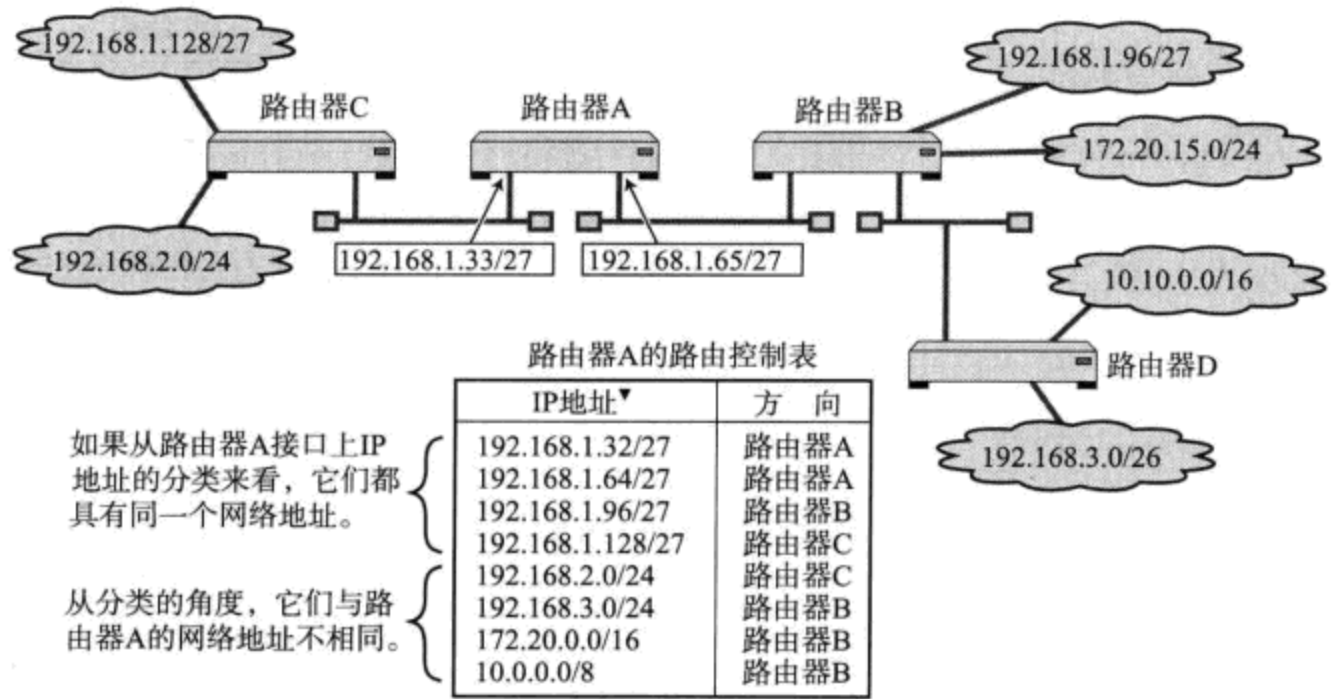 192.168.1.128/27
192.168.1.96/27
路由器C
路由器A
路由器B
172.20.15.0/24
192.168.2.0/24
192.168.1.33/27
192.168.1.65/27
10.10.0.0/16
路由器D
192.168.3.0/26
路由器A的路由控制表
IP地址▼ 方 向
192.168.1.32/27 路由器A
192.168.1.64/27 路由器A
192.168.1.96/27 路由器B
192.168.1.128/27 路由器C
192.168.2.0/24 路由器C
192.168.3.0/24 路由器B
172.20.0.0/16 路由器B
10.0.0.0/8 路由器B
如果从路由器A接口上IP
地址的分类来看，它们都
具有同一个网络地址。
从分类的角度，它们与路
由器A的网络地址不相同。